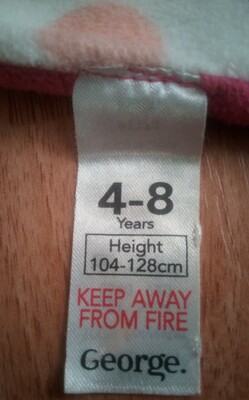 4-8
Years
Height
104-128cm
KEEP AWAY
FROM FIRE
George.